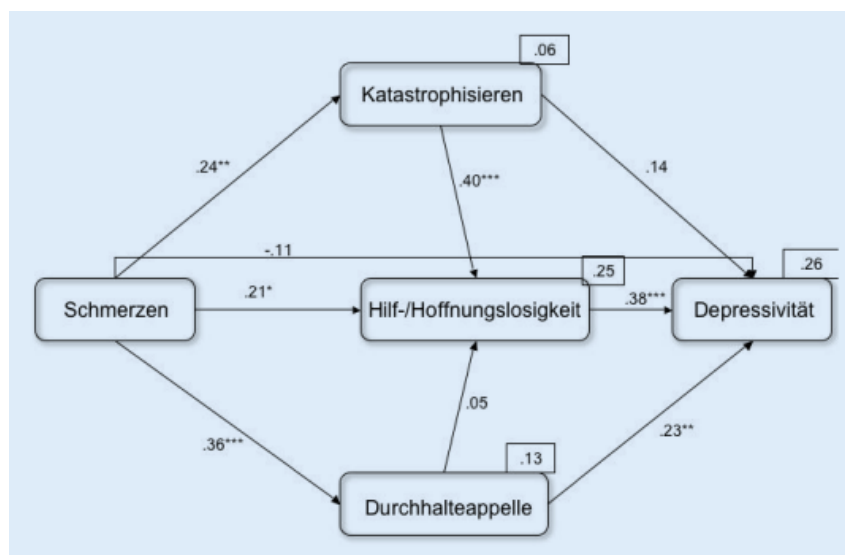 .06
Katastrophisieren
.24**
.40***
.14
-.11
.25
.26
Schmerzen
.21*
Hilf-/Hoffnungslosigkeit
.38***
Depressivität
.36***
.05
.23**
.13
Durchhalteappelle